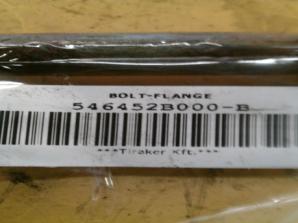 BOLT-FLANGE
546452B000-B
***Tiraker Kft.***